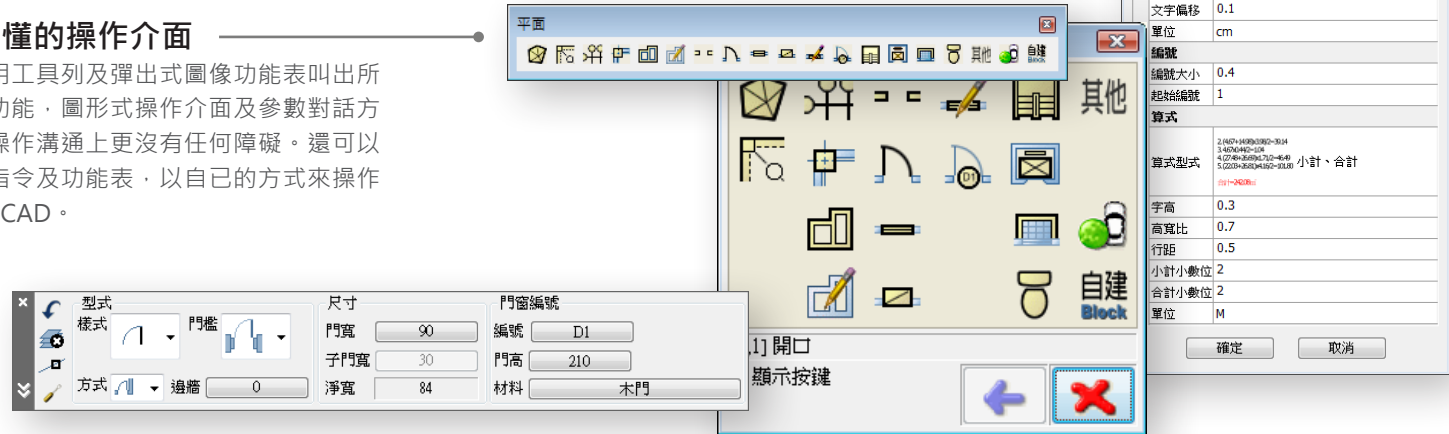 懂的操作介面
用工具列及彈出式圖像功能表叫出所
功能，圖形式操作介面及參數對話方
操作溝通上更沒有任何障礙。還可以
指令及功能表，以自已的方式來操作
CAD。
平面
其他 自建 Block
其他
D1
自建
Block
,1] 開口
顯示按鍵
型式
樣式 門檻
方式 邊牆 0
尺寸
門寬 90
子門寬 30
淨寬 84
門窗編號
編號 D1
門高 210
材料 木門
文字偏移 0.1
單位 cm
編號
編號大小 0.4
起始編號 1
算式
算式型式 小計、合計
字高 0.3
高寬比 0.7
行距 0.5
小計小數位 2
合計小數位 2
單位 M
確定 取消